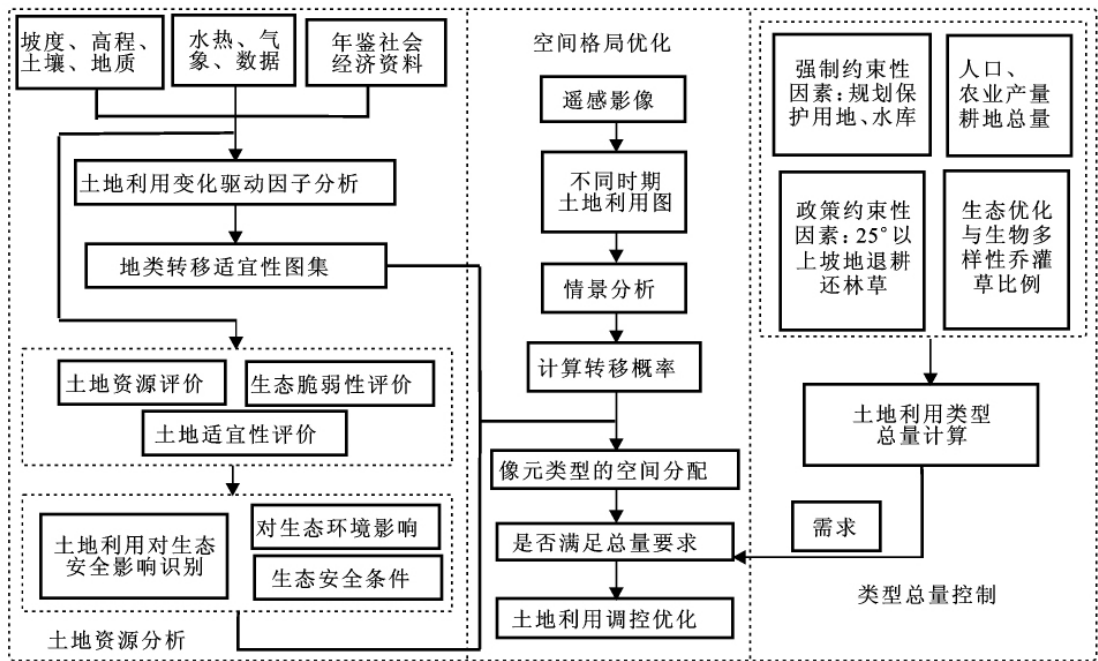 坡度、高程、
土壤、地质
水热、气
象、数据
年鉴社会
经济资料
土地利用变化驱动因子分析
地类转移适宜性图集
土地资源评价
生态脆弱性评价
土地适宜性评价
土地利用对生态
安全影响识别
对生态环境影响
生态安全条件
土地资源分析
空间格局优化
遥感影像
不同时期
土地利用图
情景分析
计算转移概率
像元类型的空间分配
是否满足总量要求
土地利用调控优化
强制约束性
因素:规划保
护用地、水库
人口、
农业产量
耕地总量
政策约束性
因素:25°以
上坡地退耕
还林草
生态优化
与生物多
样性乔灌
草比例
土地利用类型
总量计算
需求
类型总量控制